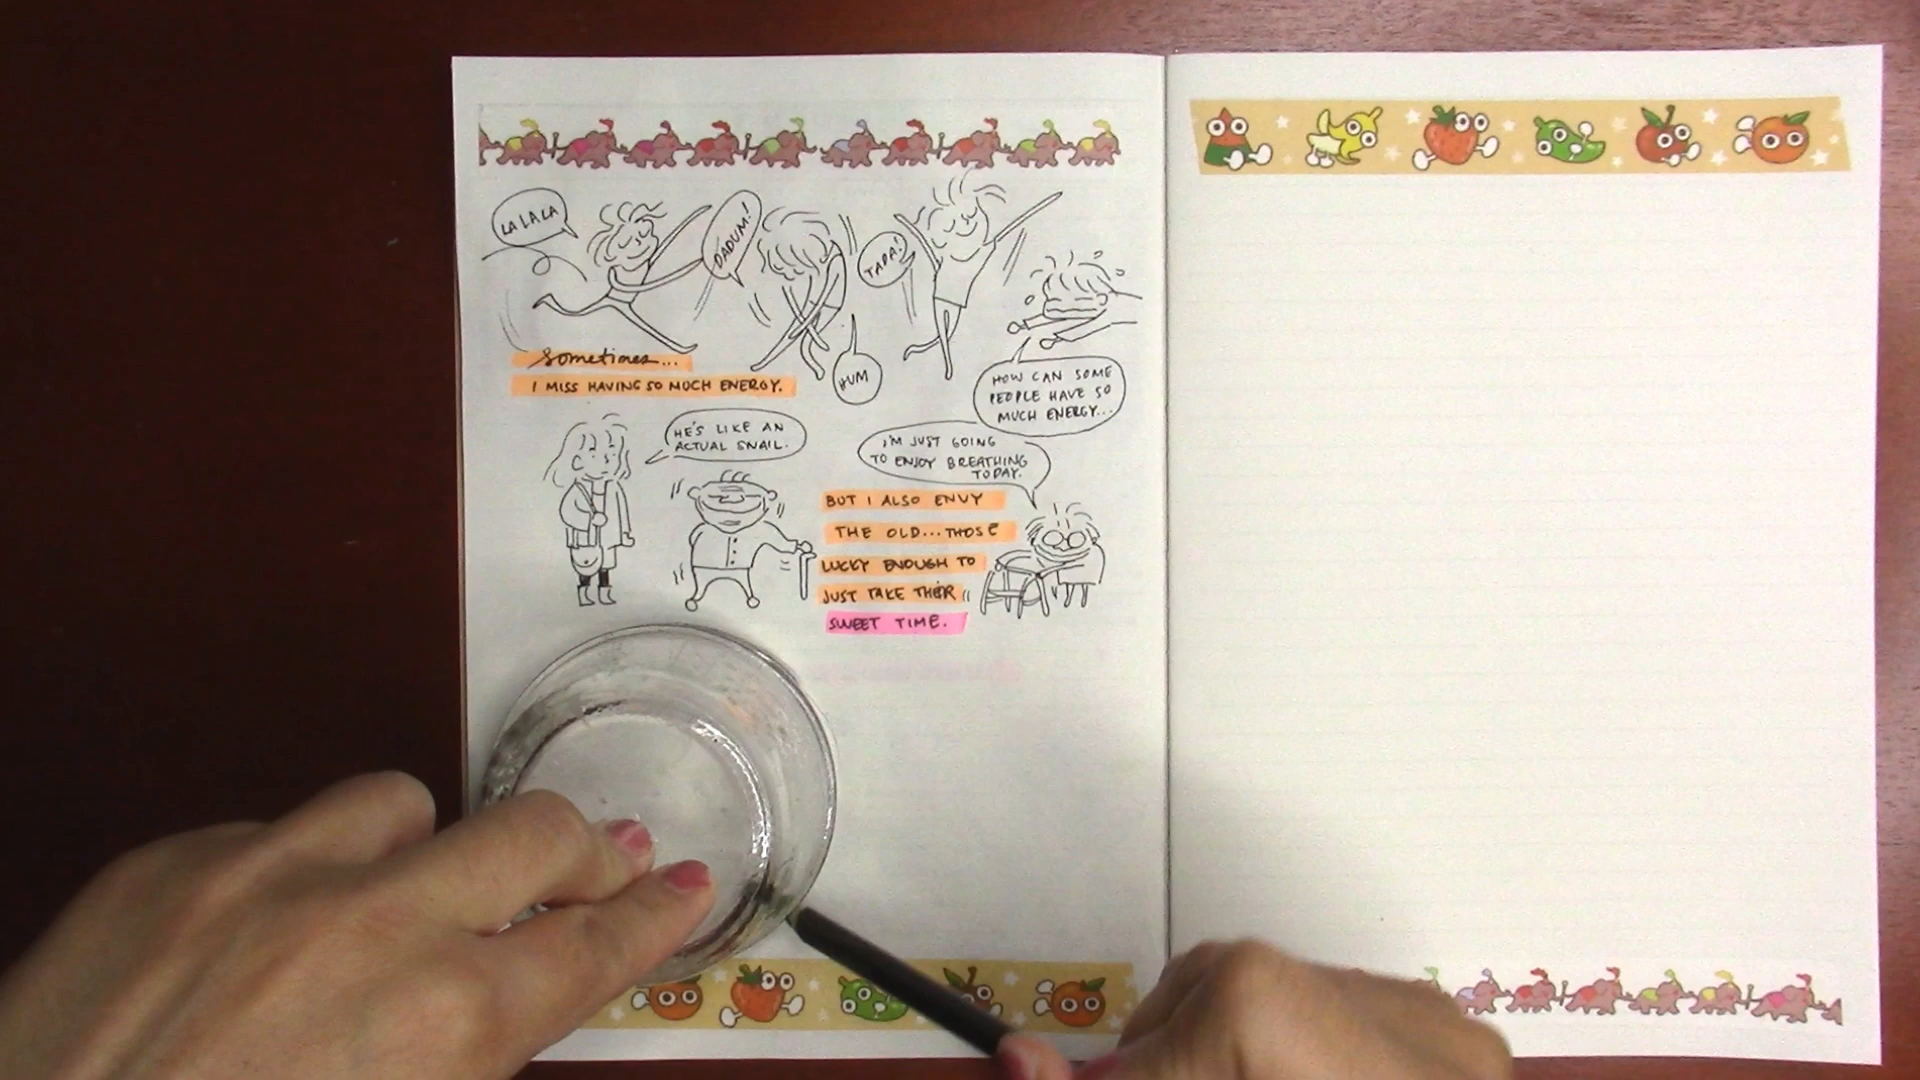 LA LA LA
DADUM!
TADA!
HUM
HOW CAN SOME
PEOPLE HAVE SO
MUCH ENERGY...
Sometimes...
I MISS HAVING SO MUCH ENERGY.
HE'S LIKE AN
ACTUAL SNAIL.
I'M JUST GOING
TO ENJOY BREATHING
TODAY.
BUT I ALSO ENVY
THE OLD...THOSE
LUCKY ENOUGH TO
JUST TAKE THEIR
SWEET TIME.